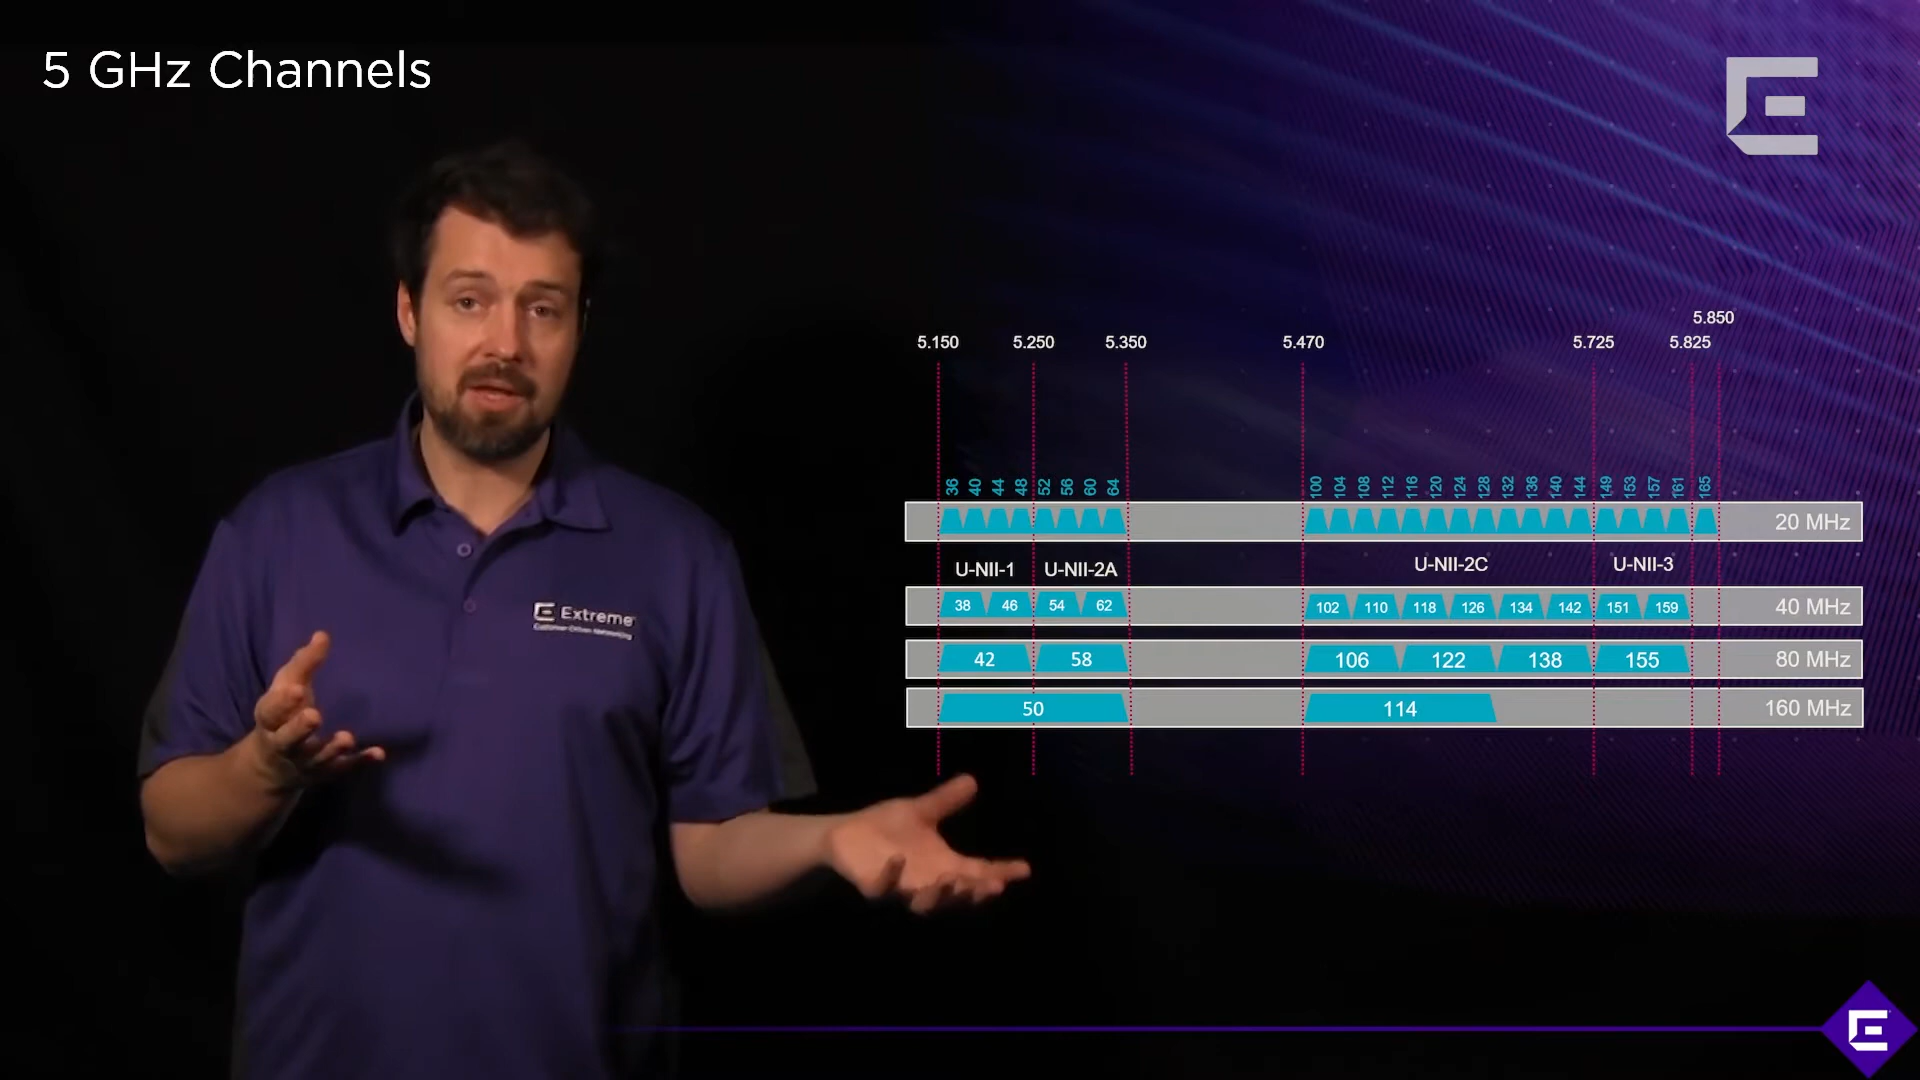 5 GHz Channels
5.850
5.150 5.250 5.350 5.470 5.725 5.825
36 40 44 48 52 56 60 64 100 104 108 112 116 120 124 128 132 136 140 144 149 153 157 161 165
20 MHz
U-NII-1 U-NII-2A U-NII-2C U-NII-3
38 46 54 62 102 110 118 126 134 142 151 159 40 MHz
42 58 106 122 138 155 80 MHz
50 114 160 MHz
Extreme
Customer-Driven Networking